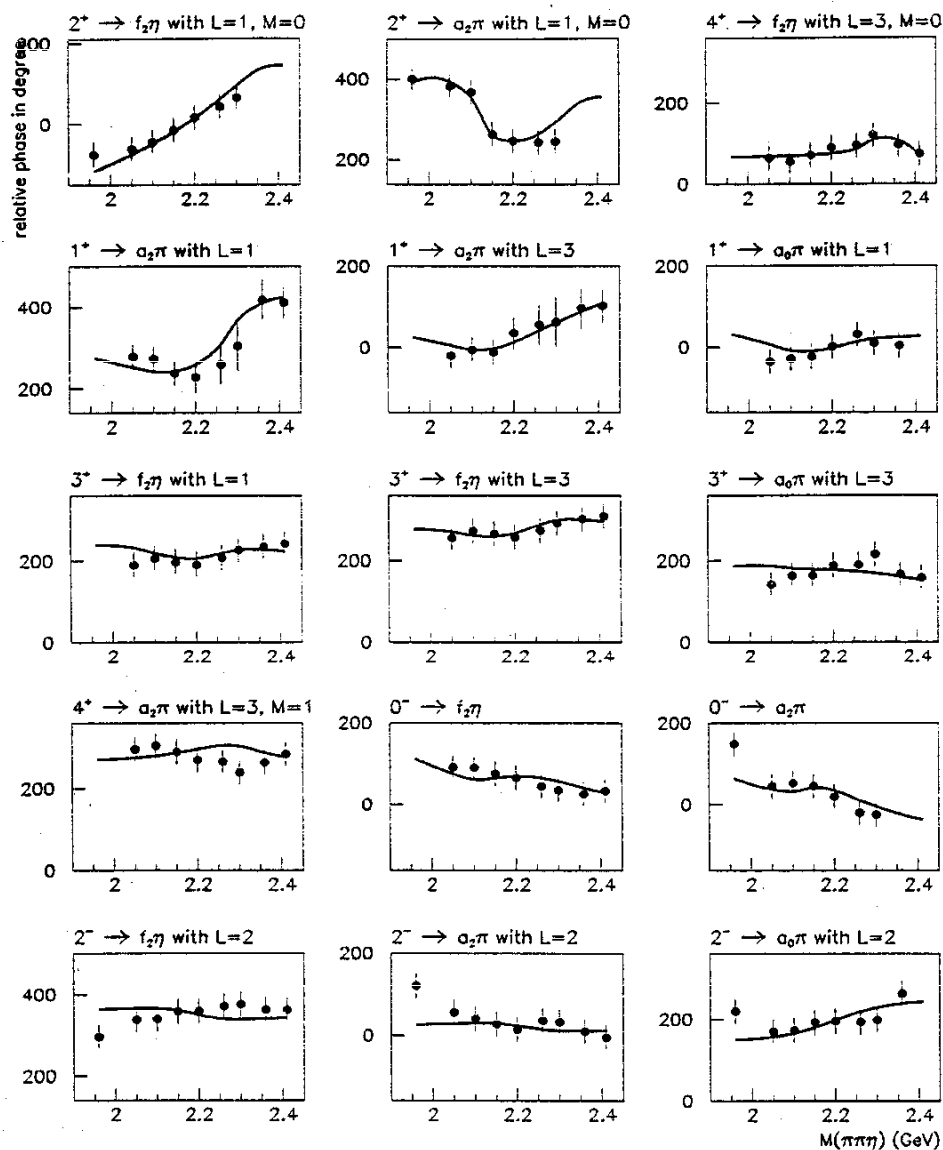 2⁺ → f₂η with L=1, M=0
2⁺ → a₂π with L=1, M=0
4⁺ → f₂η with L=3, M=0
relative phase in degree
200
0
400
200
200
0
2 2.2 2.4
2 2.2 2.4
2 2.2 2.4
1⁺ → a₂π with L=1
1⁺ → a₂π with L=3
1⁺ → a₀π with L=1
400
200
200
0
200
0
2 2.2 2.4
2 2.2 2.4
2 2.2 2.4
3⁺ → f₂η with L=1
3⁺ → f₂η with L=3
3⁺ → a₀π with L=3
200
0
200
0
200
0
2 2.2 2.4
2 2.2 2.4
2 2.2 2.4
4⁺ → a₂π with L=3, M=1
0⁻ → f₂η
0⁻ → a₂π
200
0
200
0
200
0
2 2.2 2.4
2 2.2 2.4
2 2.2 2.4
2⁻ → f₂η with L=2
2⁻ → a₂π with L=2
2⁻ → a₀π with L=2
400
200
200
0
200
0
2 2.2 2.4
2 2.2 2.4
2 2.2 2.4
M(ππη) (GeV)